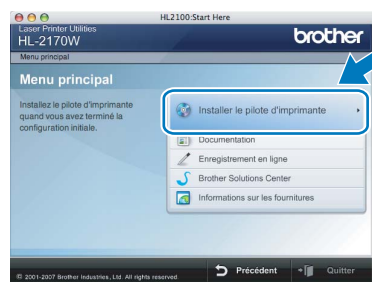 HL2100:Start Here
Laser Printer Utilities
HL-2170W
brother
Menu principal
Menu principal
Installez le pilote d'imprimante
quand vous avez terminé la
configuration initiale.
Installer le pilote d'imprimante
Documentation
Enregistrement en ligne
Brother Solutions Center
Informations sur les fournitures
© 2001-2007 Brother Industries, Ltd. All rights reserved.
Précédent
Quitter